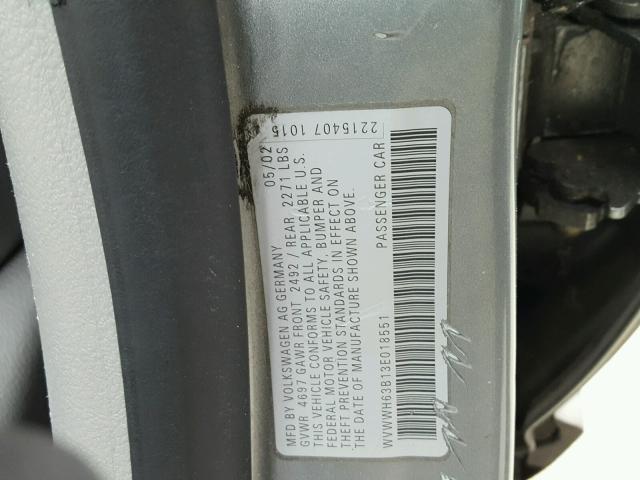 MFD BY VOLKSWAGEN AG GERMANY 05/02
GVWR 4697 GAWR FRONT 2492 / REAR 2271 LBS
THIS VEHICLE CONFORMS TO ALL APPLICABLE U.S.
FEDERAL MOTOR VEHICLE SAFETY, BUMPER AND
THEFT PREVENTION STANDARDS IN EFFECT ON
THE DATE OF MANUFACTURE SHOWN ABOVE.
2215407 1015
WVWWH63B13E018551 PASSENGER CAR